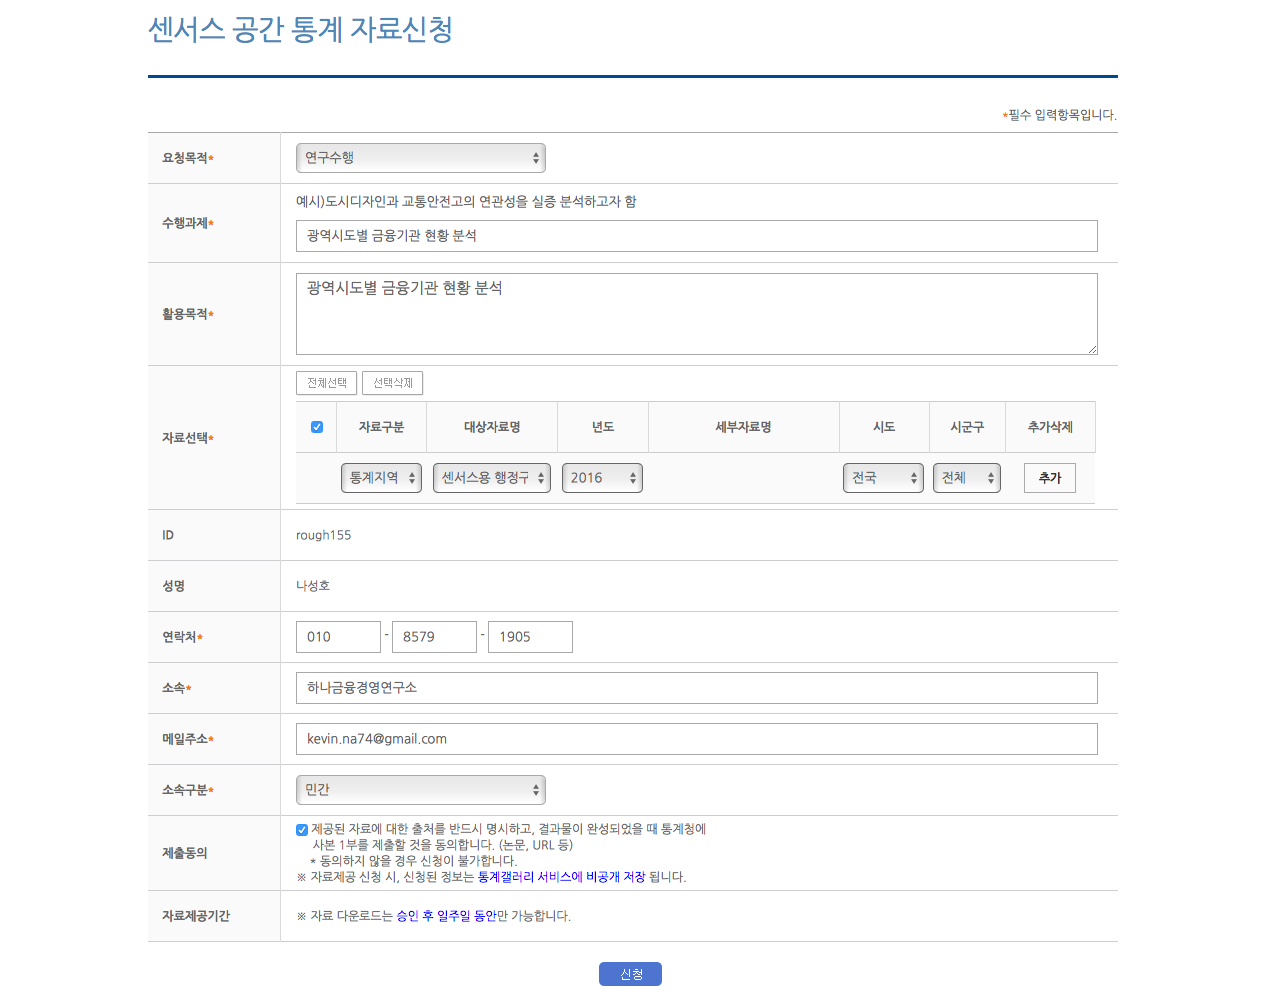 센서스 공간 통계 자료신청
*필수 입력항목입니다.
요청목적*
연구수행
수행과제*
예시)도시디자인과 교통안전고의 연관성을 실증 분석하고자 함
광역시도별 금융기관 현황 분석
활용목적*
광역시도별 금융기관 현황 분석
자료선택*
전체선택 선택삭제
자료구분 대상자료명 년도 세부자료명 시도 시군구 추가삭제
통계지역 센서스용 행정구 2016 전국 전체 추가
ID rough155
성명 나성호
연락처* 010 - 8579 - 1905
소속* 하나금융경영연구소
메일주소* kevin.na74@gmail.com
소속구분* 민간
제출동의
제공된 자료에 대한 출처를 반드시 명시하고, 결과물이 완성되었을 때 통계청에
사본 1부를 제출할 것을 동의합니다. (논문, URL 등)
* 동의하지 않을 경우 신청이 불가합니다.
※ 자료제공 신청 시, 신청된 정보는 통계갤러리 서비스에 비공개 저장 됩니다.
자료제공기간 ※ 자료 다운로드는 승인 후 일주일 동안만 가능합니다.
신청